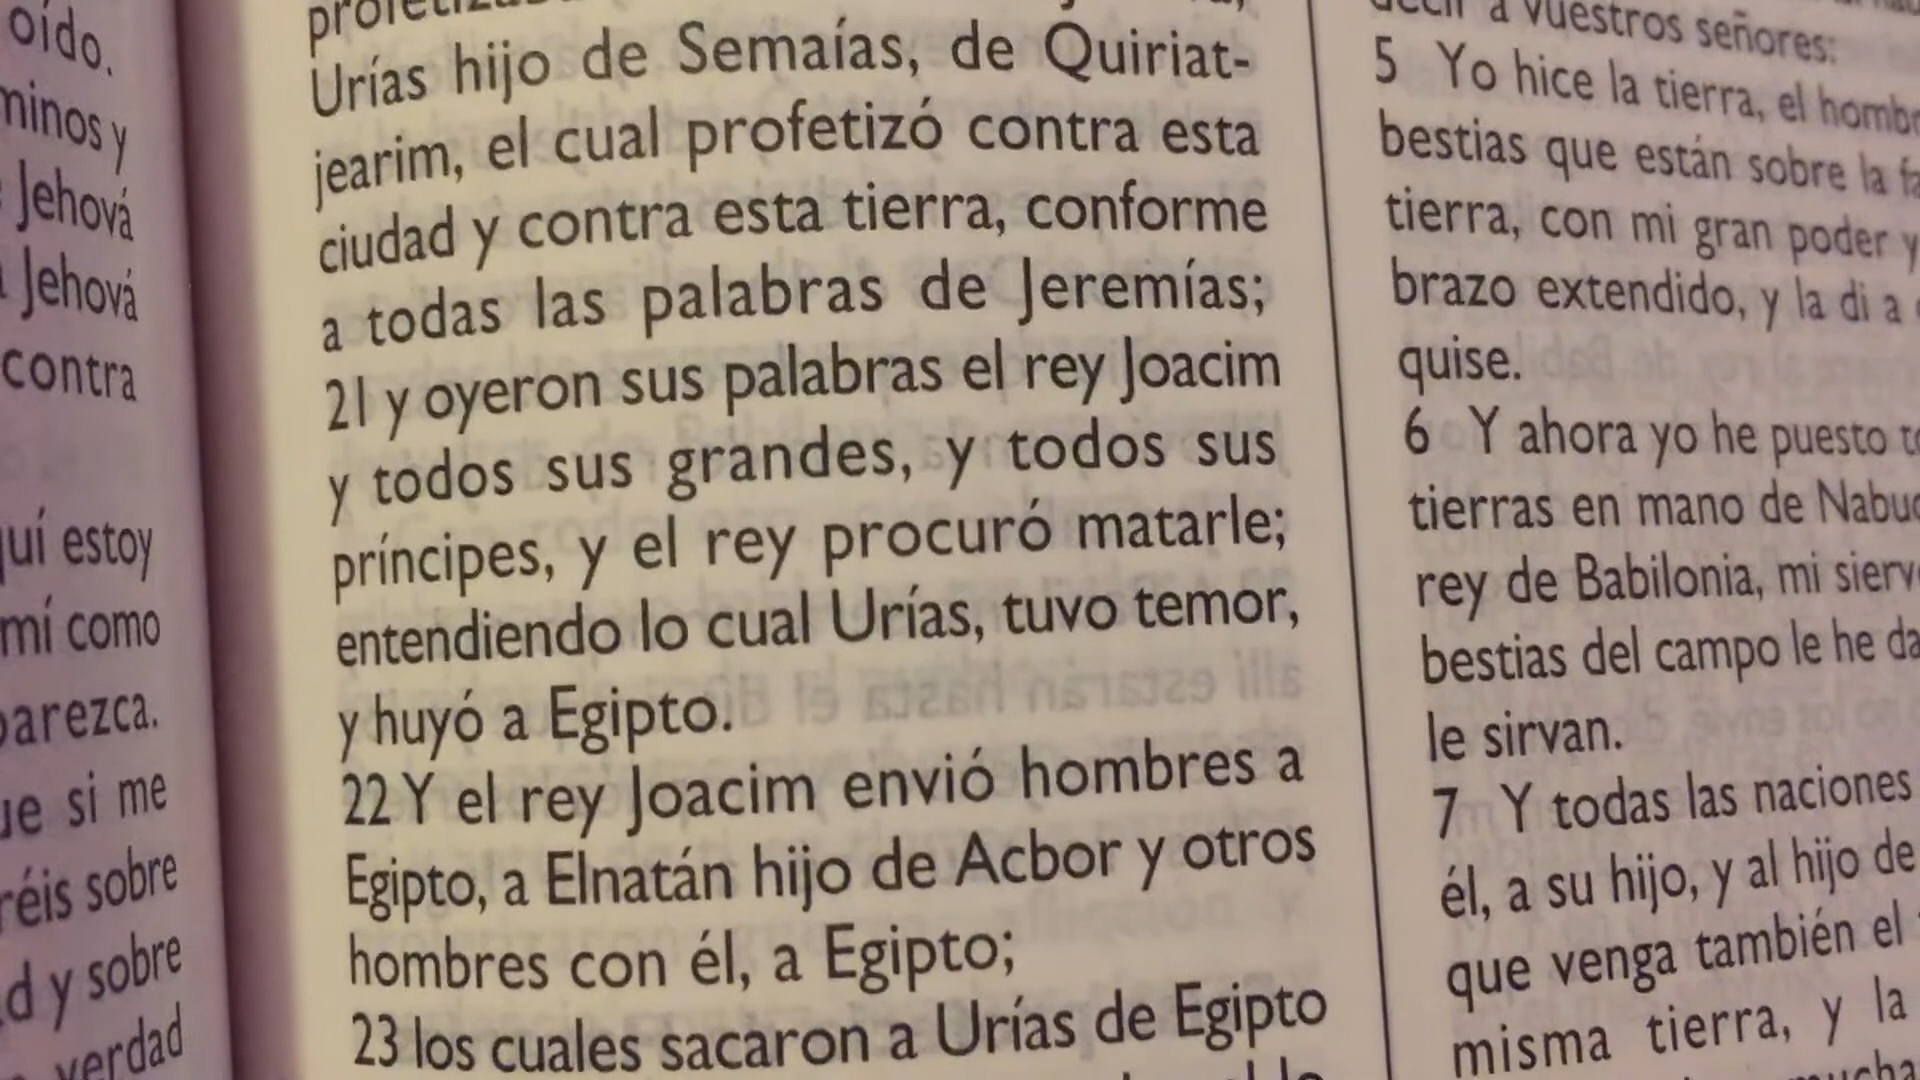 oído.
y
Jehová
Jehová
contra
estoy
mí como
si me
sobre
y sobre
verdad
Urías hijo de Semaías, de Quiriat-
jearim, el cual profetizó contra esta
ciudad y contra esta tierra, conforme
a todas las palabras de Jeremías;
21 y oyeron sus palabras el rey Joacim
y todos sus grandes, y todos sus
príncipes, y el rey procuró matarle;
entendiendo lo cual Urías, tuvo temor,
y huyó a Egipto.
22 Y el rey Joacim envió hombres a
Egipto, a Elnatán hijo de Acbor y otros
hombres con él, a Egipto;
23 los cuales sacaron a Urías de Egipto
decir a vuestros señores:
5 Yo hice la tierra, el
bestias que están sobre la
tierra, con mi gran poder y
brazo extendido, y la di a
quise.
6 Y ahora yo he puesto
tierras en mano de
rey de Babilonia, mi
bestias del campo le he
le sirvan.
7 Y todas las naciones
él, a su hijo, y al hijo de
que venga también el
misma tierra, y la